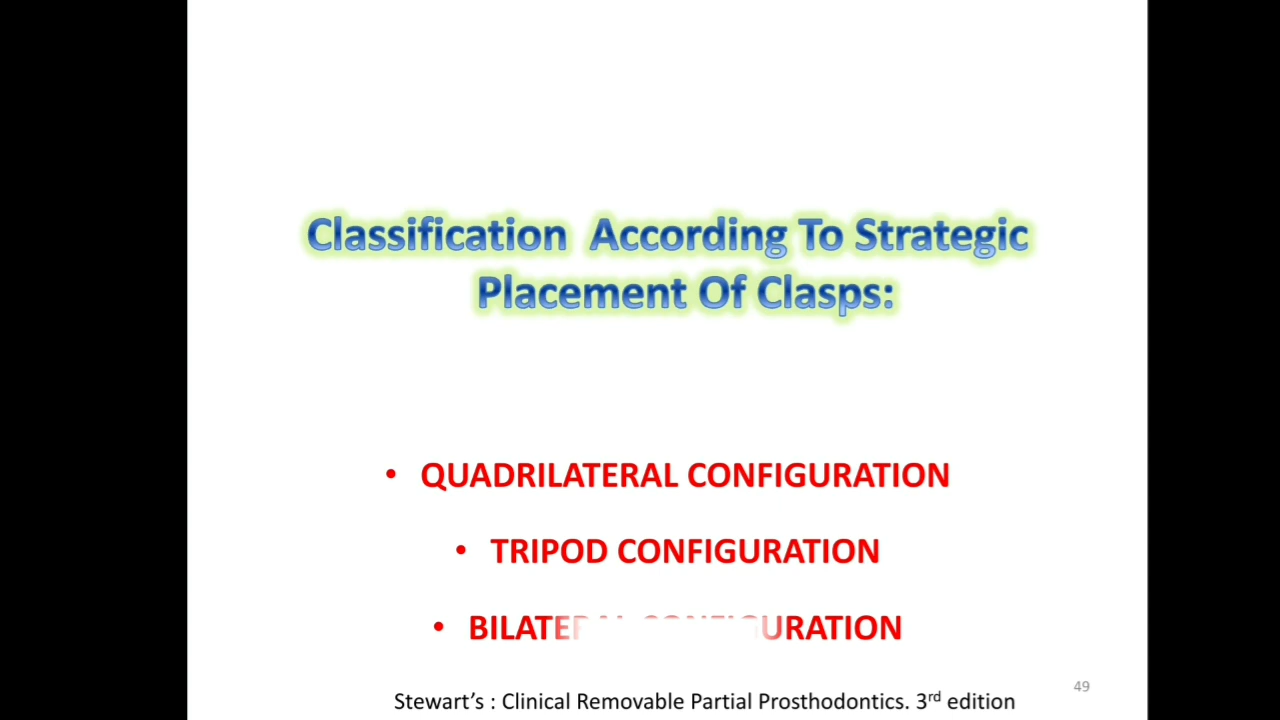 Classification According To Strategic
Placement Of Clasps:
• QUADRILATERAL CONFIGURATION
• TRIPOD CONFIGURATION
• BILATERAL CONFIGURATION
49
Stewart's : Clinical Removable Partial Prosthodontics. 3rd edition